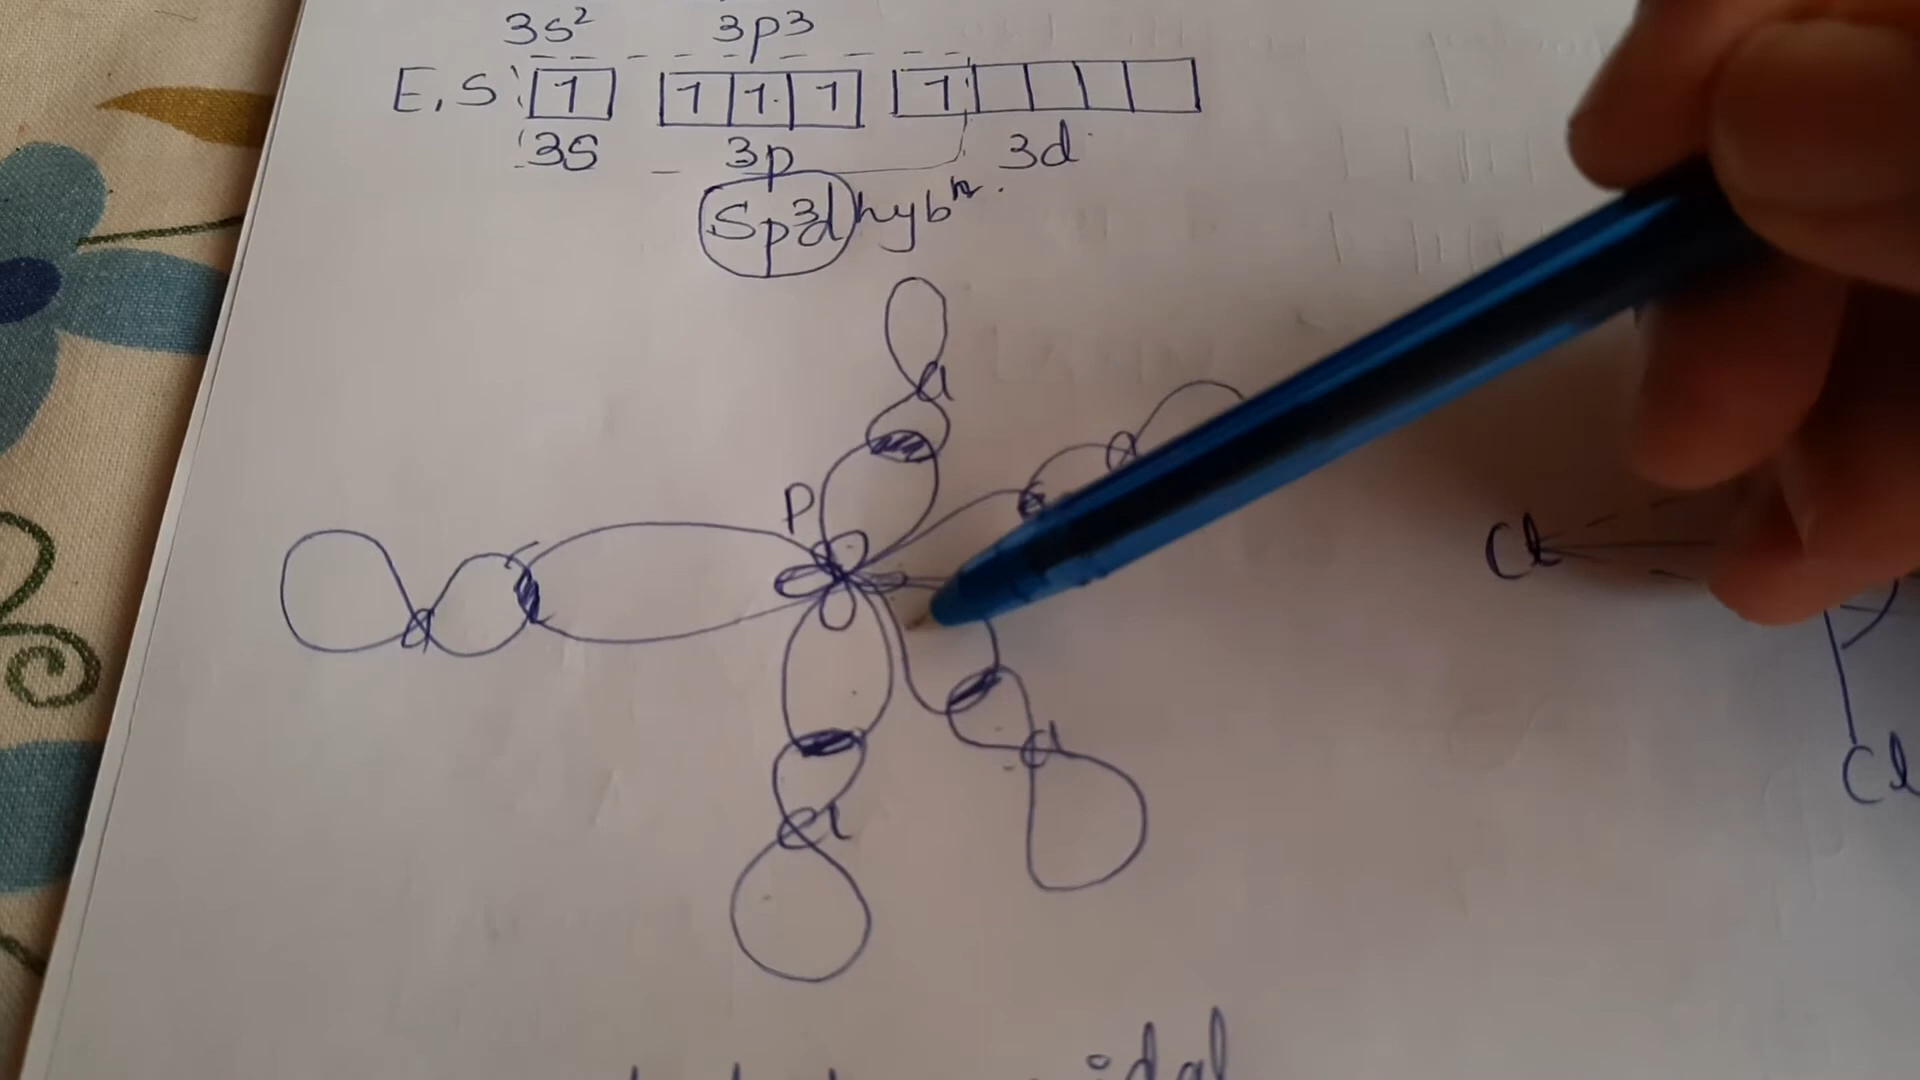 3s² 3p³
E.S 1 1 1 1 1
3s 3p 3d
Sp³d hybⁿ.
Cl
Cl
P
Cl
Cl
Cl
Cl